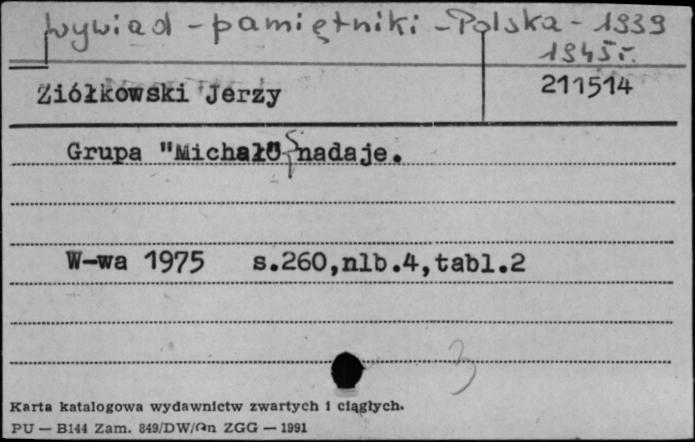 wywiad - pamiętniki - Polska - 1939
1945 r.
Ziółkowski Jerzy
211514
Grupa "Michał" nadaje.
W-wa 1975 s.260,nlb.4,tabl.2
3
Karta katalogowa wydawnictw zwartych i ciągłych.
PU — B144 Zam. 849/DW/On ZGG — 1991